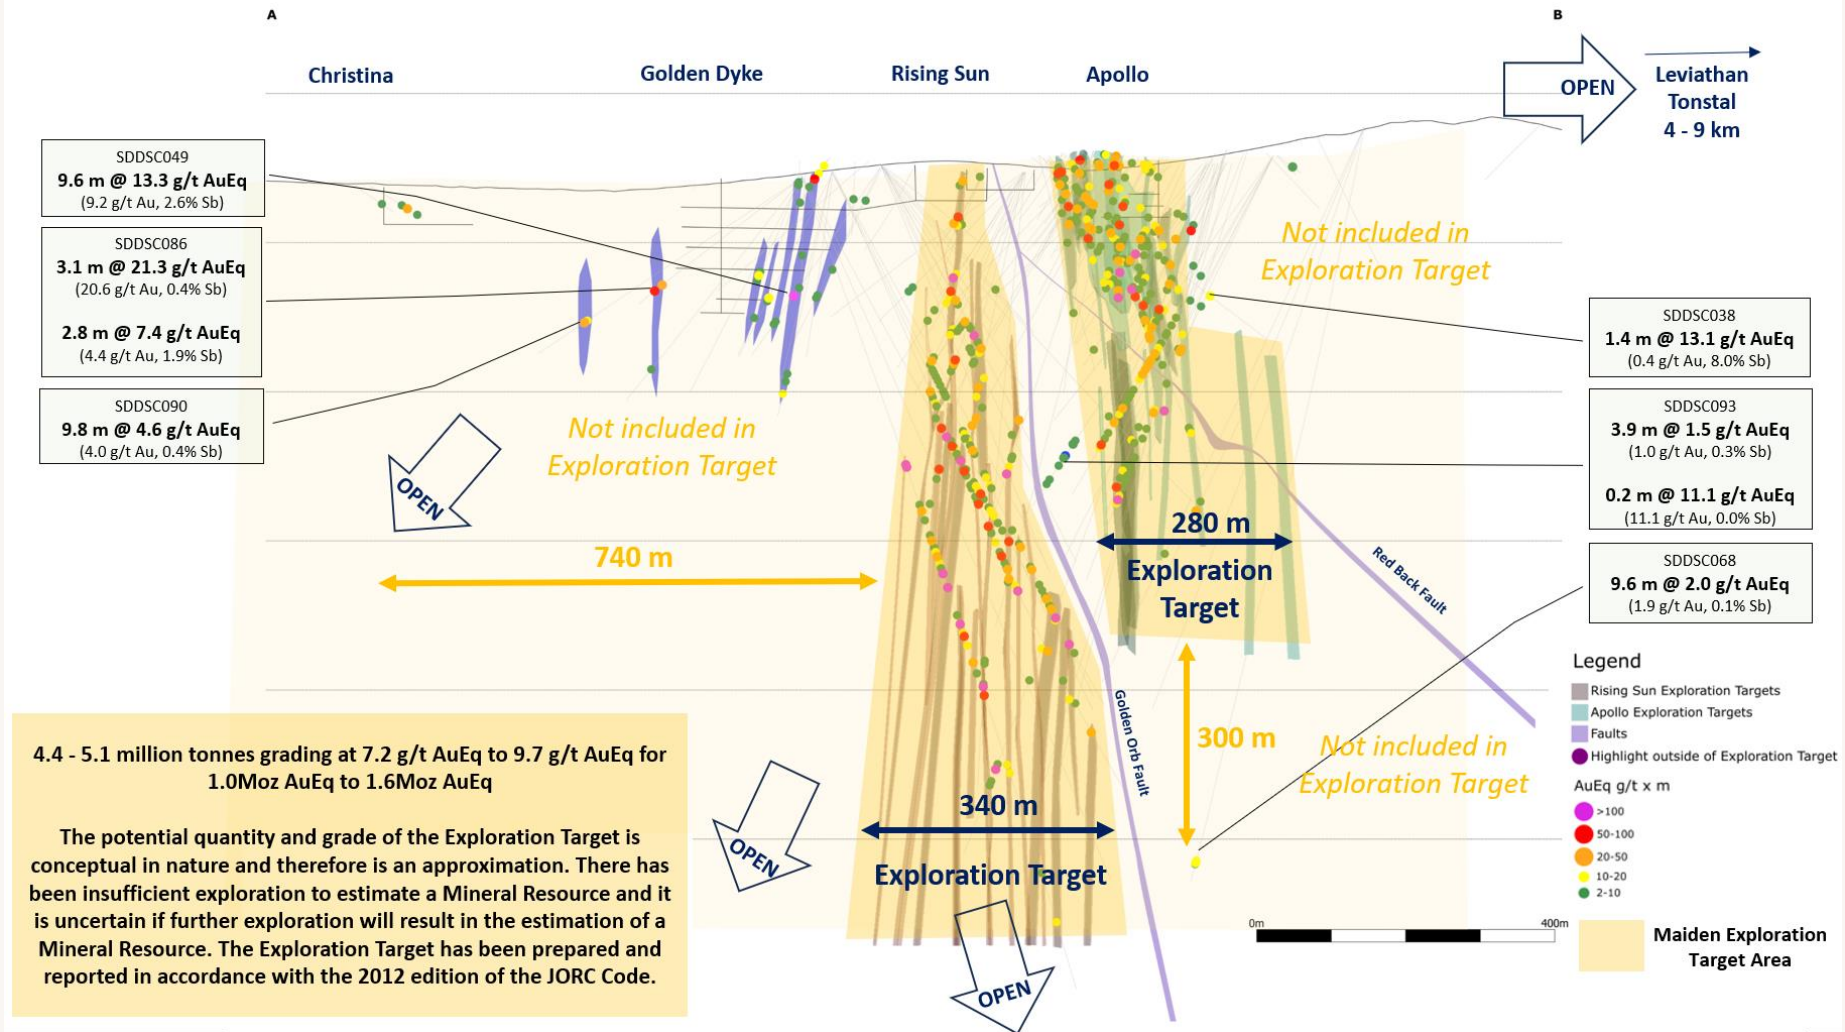 A
B
Christina
Golden Dyke
Rising Sun
Apollo
OPEN
Leviathan
Tonstal
4 - 9 km
SDDSC049
9.6 m @ 13.3 g/t AuEq
(9.2 g/t Au, 2.6% Sb)
SDDSC086
3.1 m @ 21.3 g/t AuEq
(20.6 g/t Au, 0.4% Sb)
2.8 m @ 7.4 g/t AuEq
(4.4 g/t Au, 1.9% Sb)
SDDSC090
9.8 m @ 4.6 g/t AuEq
(4.0 g/t Au, 0.4% Sb)
OPEN
Not included in
Exploration Target
740 m
Not included in
Exploration Target
SDDSC038
1.4 m @ 13.1 g/t AuEq
(0.4 g/t Au, 8.0% Sb)
SDDSC093
3.9 m @ 1.5 g/t AuEq
(1.0 g/t Au, 0.3% Sb)
0.2 m @ 11.1 g/t AuEq
(11.1 g/t Au, 0.0% Sb)
SDDSC068
9.6 m @ 2.0 g/t AuEq
(1.9 g/t Au, 0.1% Sb)
280 m
Exploration
Target
Red Back Fault
Golden Orb Fault
300 m
Not included in
Exploration Target
340 m
Exploration Target
OPEN
OPEN
4.4 - 5.1 million tonnes grading at 7.2 g/t AuEq to 9.7 g/t AuEq for
1.0Moz AuEq to 1.6Moz AuEq
The potential quantity and grade of the Exploration Target is
conceptual in nature and therefore is an approximation. There has
been insufficient exploration to estimate a Mineral Resource and it
is uncertain if further exploration will result in the estimation of a
Mineral Resource. The Exploration Target has been prepared and
reported in accordance with the 2012 edition of the JORC Code.
Legend
Rising Sun Exploration Targets
Apollo Exploration Targets
Faults
Highlight outside of Exploration Target
AuEq g/t x m
>100
50-100
20-50
10-20
2-10
0m
400m
Maiden Exploration
Target Area